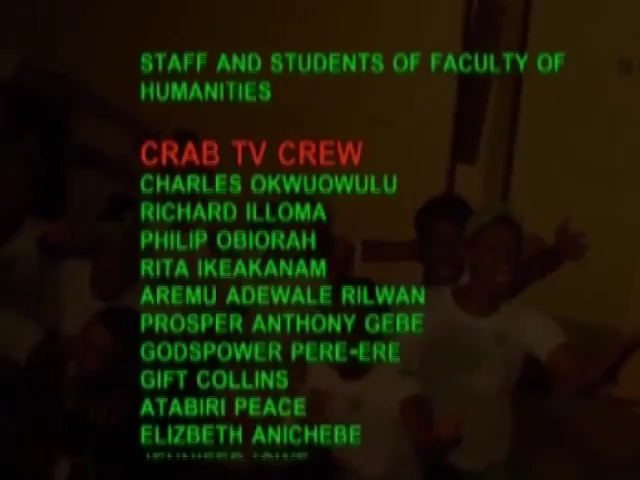 STAFF AND STUDENTS OF FACULTY OF
HUMANITIES
CRAB TV CREW
CHARLES OKWUOWULU
RICHARD ILLOMA
PHILIP OBIORAH
RITA IKEAKANAM
AREMU ADEWALE RILWAN
PROSPER ANTHONY GEBE
GODSPOWER PERE-ERE
GIFT COLLINS
ATABIRI PEACE
ELIZBETH ANICHEBE